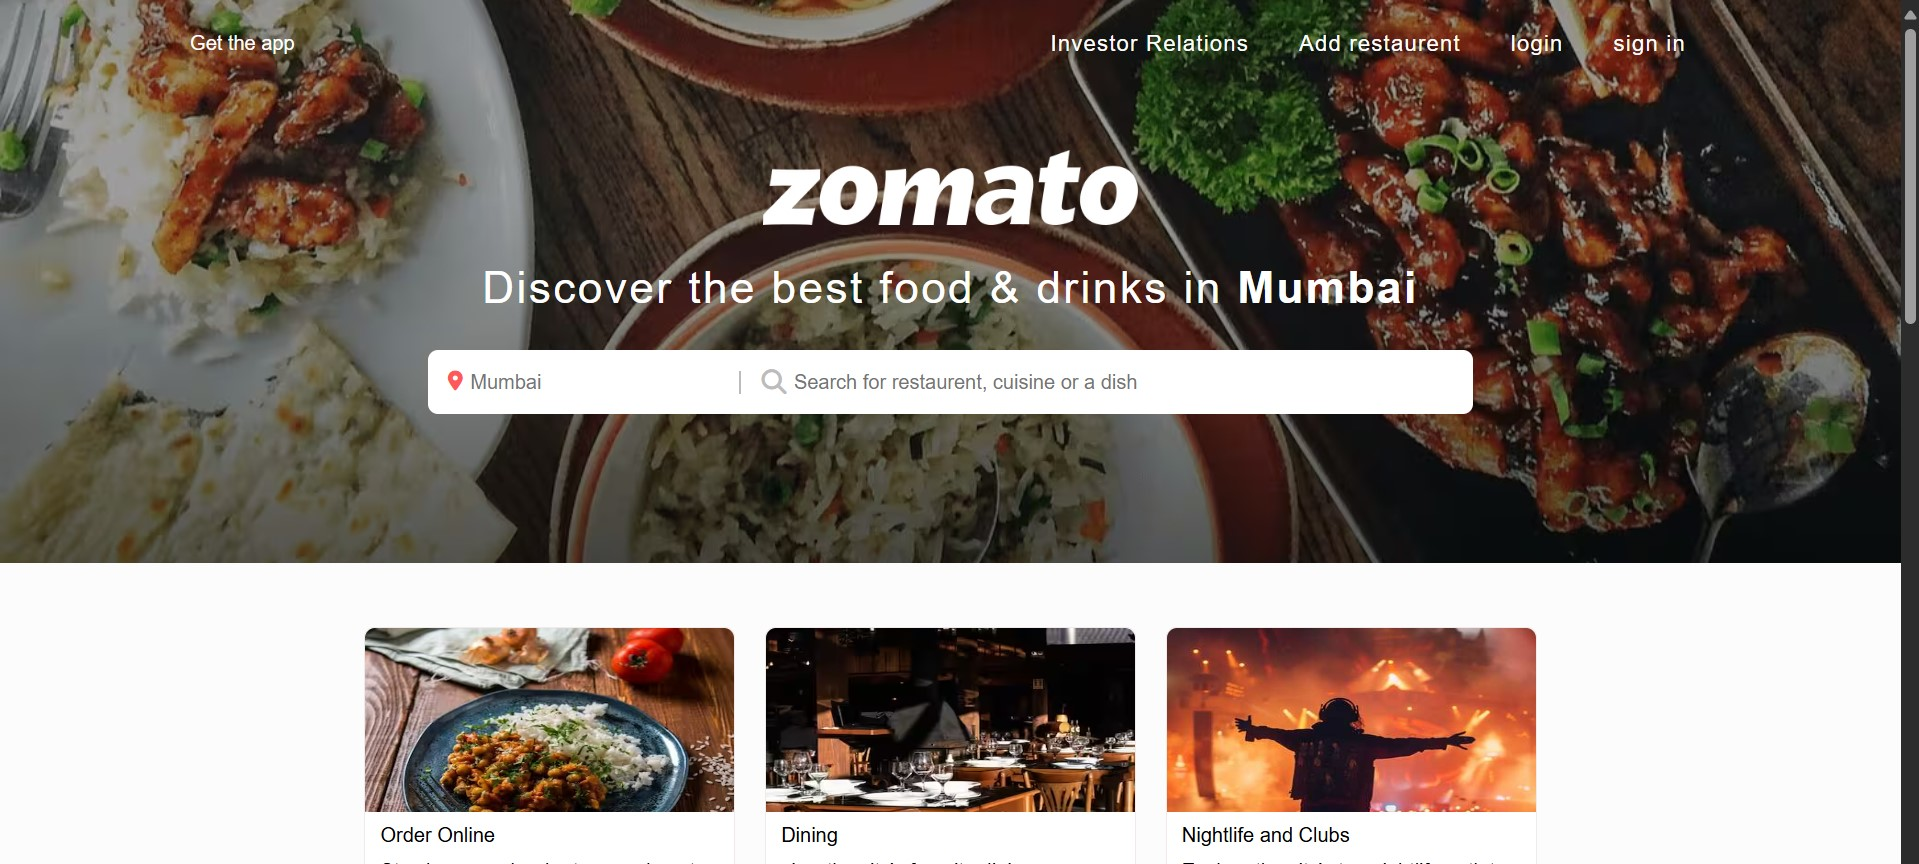 Get the app
Investor Relations
Add restaurent
login
sign in
zomato
Discover the best food & drinks in Mumbai
Mumbai
Search for restaurent, cuisine or a dish
Order Online
Dining
Nightlife and Clubs